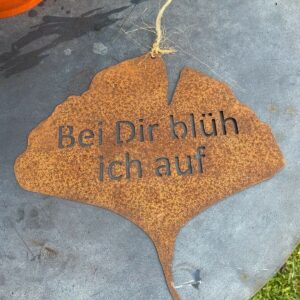 Bei Dir blüh
ich auf